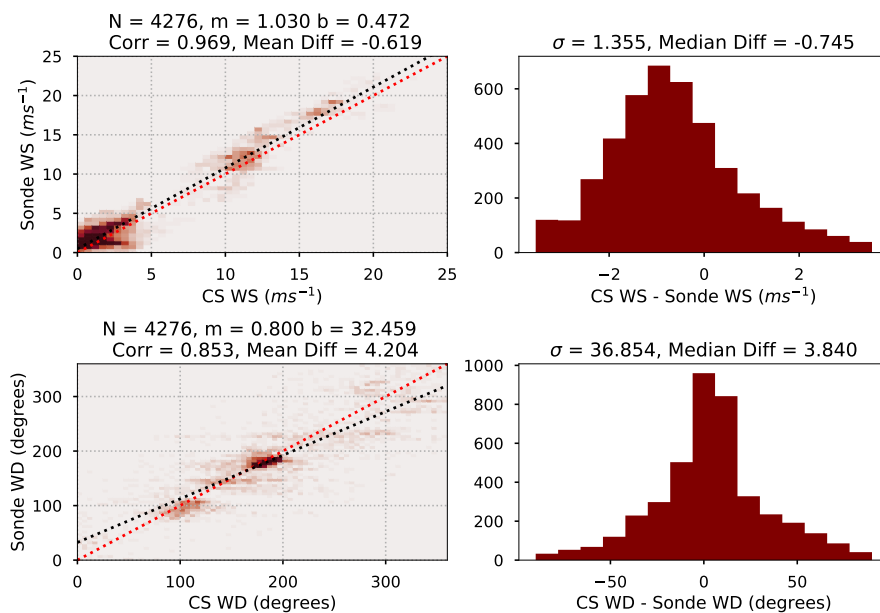 N = 4276, m = 1.030 b = 0.472
Corr = 0.969, Mean Diff = -0.619
Sonde WS (ms⁻¹)
25
20
15
10
5
0
0 5 10 15 20 25
CS WS (ms⁻¹)
σ = 1.355, Median Diff = -0.745
600
400
200
0
−2 0 2
CS WS - Sonde WS (ms⁻¹)
N = 4276, m = 0.800 b = 32.459
Corr = 0.853, Mean Diff = 4.204
Sonde WD (degrees)
300
200
100
0
100 200 300
CS WD (degrees)
σ = 36.854, Median Diff = 3.840
1000
800
600
400
200
0
−50 0 50
CS WD - Sonde WD (degrees)